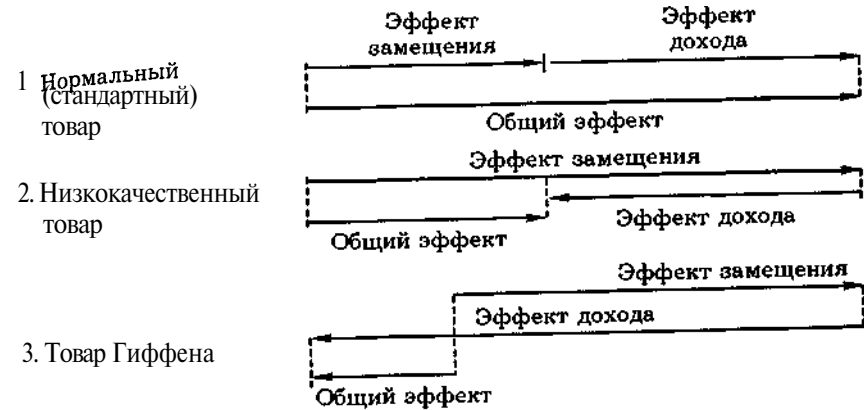 Эффект
замещения
Эффект
дохода
1 Нормальный
(стандартный)
товар
Общий эффект
Эффект замещения
2. Низкокачественный
товар
Эффект дохода
Общий эффект
Эффект замещения
Эффект дохода
3. Товар Гиффена
Общий эффект